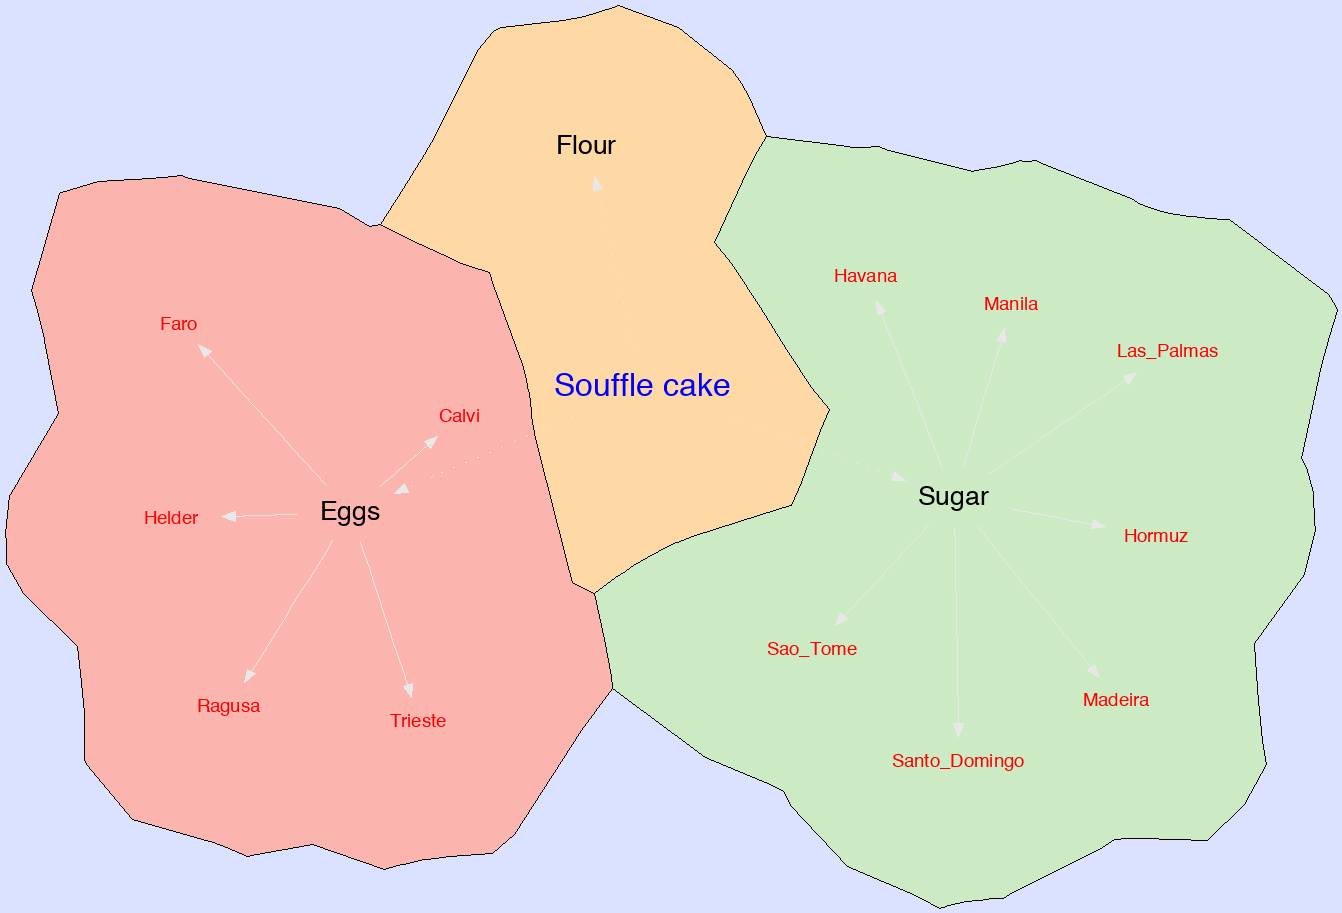 Flour
Havana
Manila
Faro
Las_Palmas
Souffle cake
Calvi
Sugar
Eggs
Helder
Hormuz
Sao_Tome
Madeira
Ragusa
Trieste
Santo_Domingo